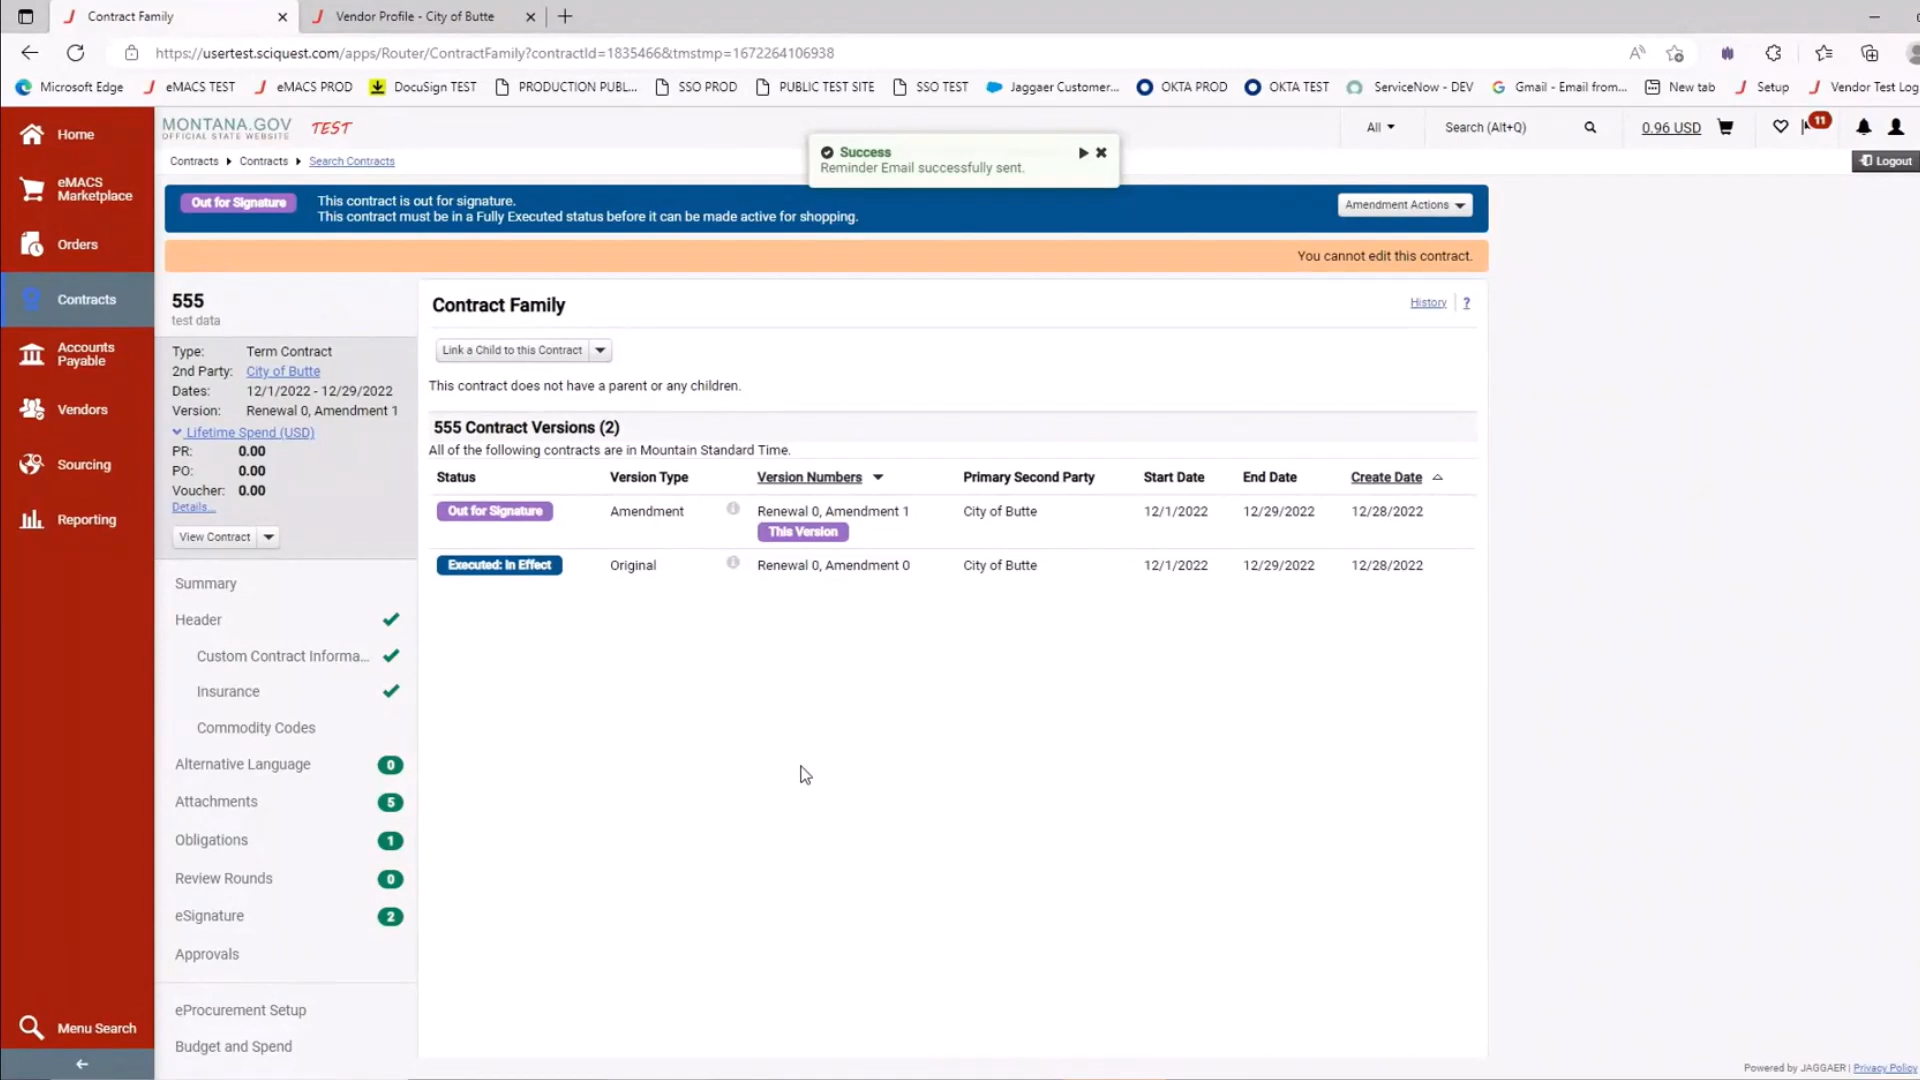 Contract Family
Vendor Profile - City of Butte
https://usertest.sciquest.com/apps/Router/ContractFamily?contractId=1835466&tmstmp=1672264106938
Microsoft Edge
eMACS TEST
eMACS PROD
DocuSign TEST
PRODUCTION PUBL...
SSO PROD
PUBLIC TEST SITE
SSO TEST
Jaggaer Customer...
OKTA PROD
OKTA TEST
ServiceNow - DEV
Gmail - Email from...
New tab
Setup
Vendor Test Log
Home
eMACS
Marketplace
Orders
Contracts
Accounts
Payable
Vendors
Sourcing
Reporting
Menu Search
MONTANA.GOV
OFFICIAL STATE WEBSITE
TEST
All
Search (Alt+Q)
0.96 USD
11
Contracts
Contracts
Search Contracts
Logout
Success
Reminder Email successfully sent.
Out for Signature
This contract is out for signature.
This contract must be in a Fully Executed status before it can be made active for shopping.
Amendment Actions
You cannot edit this contract.
555
test data
Type: Term Contract
2nd Party: City of Butte
Dates: 12/1/2022 - 12/29/2022
Version: Renewal 0, Amendment 1
Lifetime Spend (USD)
PR: 0.00
PO: 0.00
Voucher: 0.00
Details...
View Contract
Summary
Header
Custom Contract Informa...
Insurance
Commodity Codes
Alternative Language 0
Attachments 5
Obligations 1
Review Rounds 0
eSignature 2
Approvals
eProcurement Setup
Budget and Spend
Contract Family
History ?
Link a Child to this Contract
This contract does not have a parent or any children.
555 Contract Versions (2)
All of the following contracts are in Mountain Standard Time.
Status Version Type Version Numbers Primary Second Party Start Date End Date Create Date
Out for Signature Amendment Renewal 0, Amendment 1 City of Butte 12/1/2022 12/29/2022 12/28/2022
This Version
Executed: In Effect Original Renewal 0, Amendment 0 City of Butte 12/1/2022 12/29/2022 12/28/2022
Powered by JAGGAER | Privacy Policy